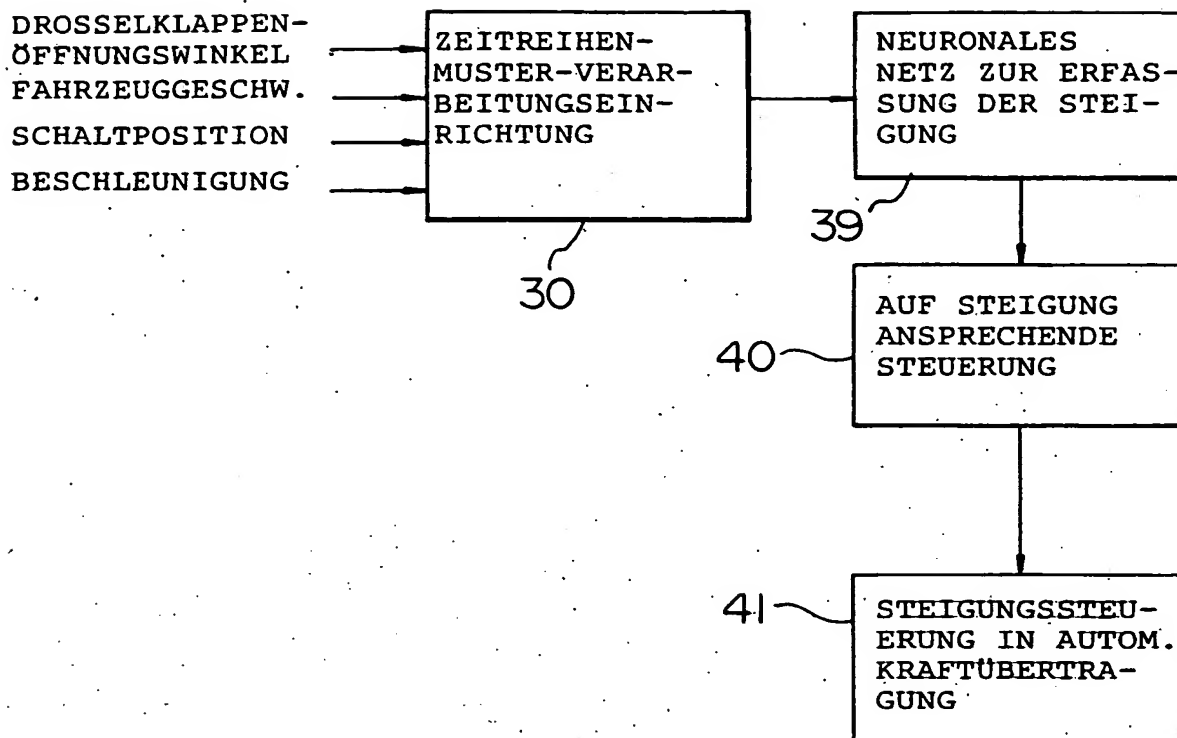 DROSSELKLAPPEN-
ÖFFNUNGSWINKEL
FAHRZEUGGESCHW.
SCHALTPOSITION
BESCHLEUNIGUNG
ZEITREIHEN-
MUSTER-VERAR-
BEITUNGSEIN-
RICHTUNG
30
NEURONALES
NETZ ZUR ERFAS-
SUNG DER STEI-
GUNG
39
AUF STEIGUNG
ANSPRECHENDE
STEUERUNG
40
STEIGUNGSSTEU-
ERUNG IN AUTOM.
KRAFTÜBERTRA-
GUNG
41